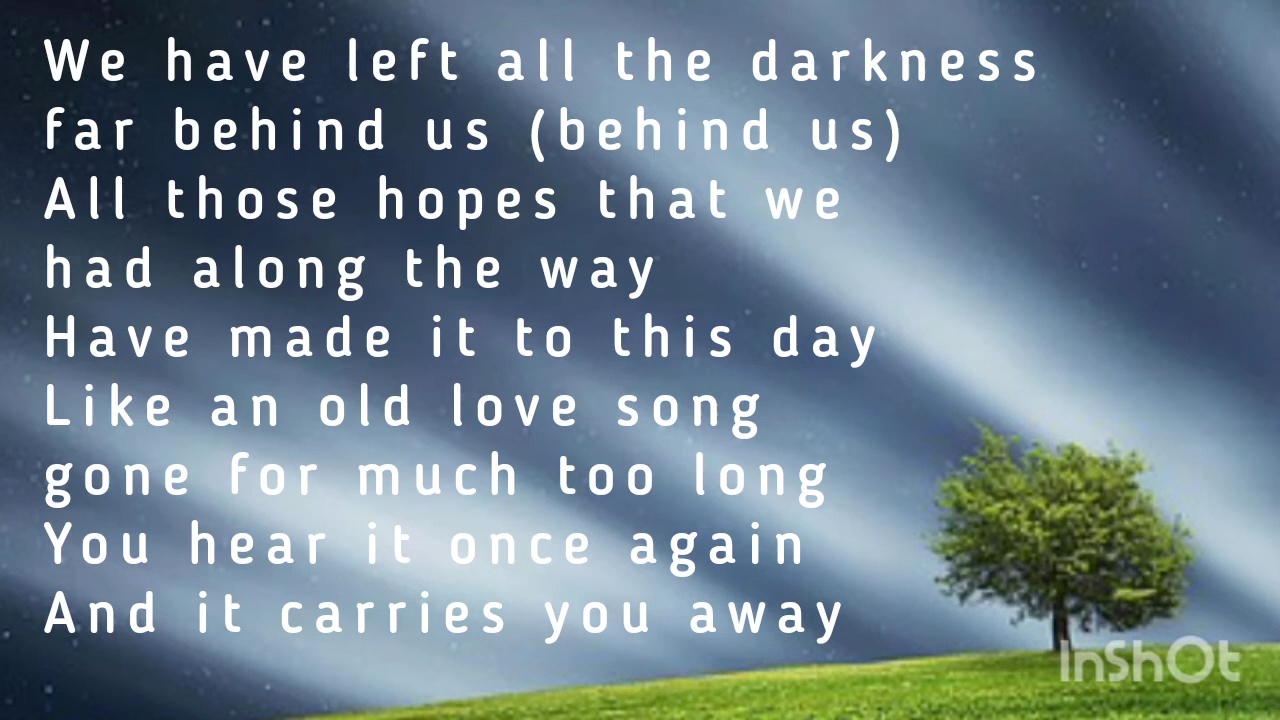 We have left all the darkness
far behind us (behind us)
All those hopes that we
had along the way
Have made it to this day
Like an old love song
gone for much too long
You hear it once again
And it carries you away
InShOt